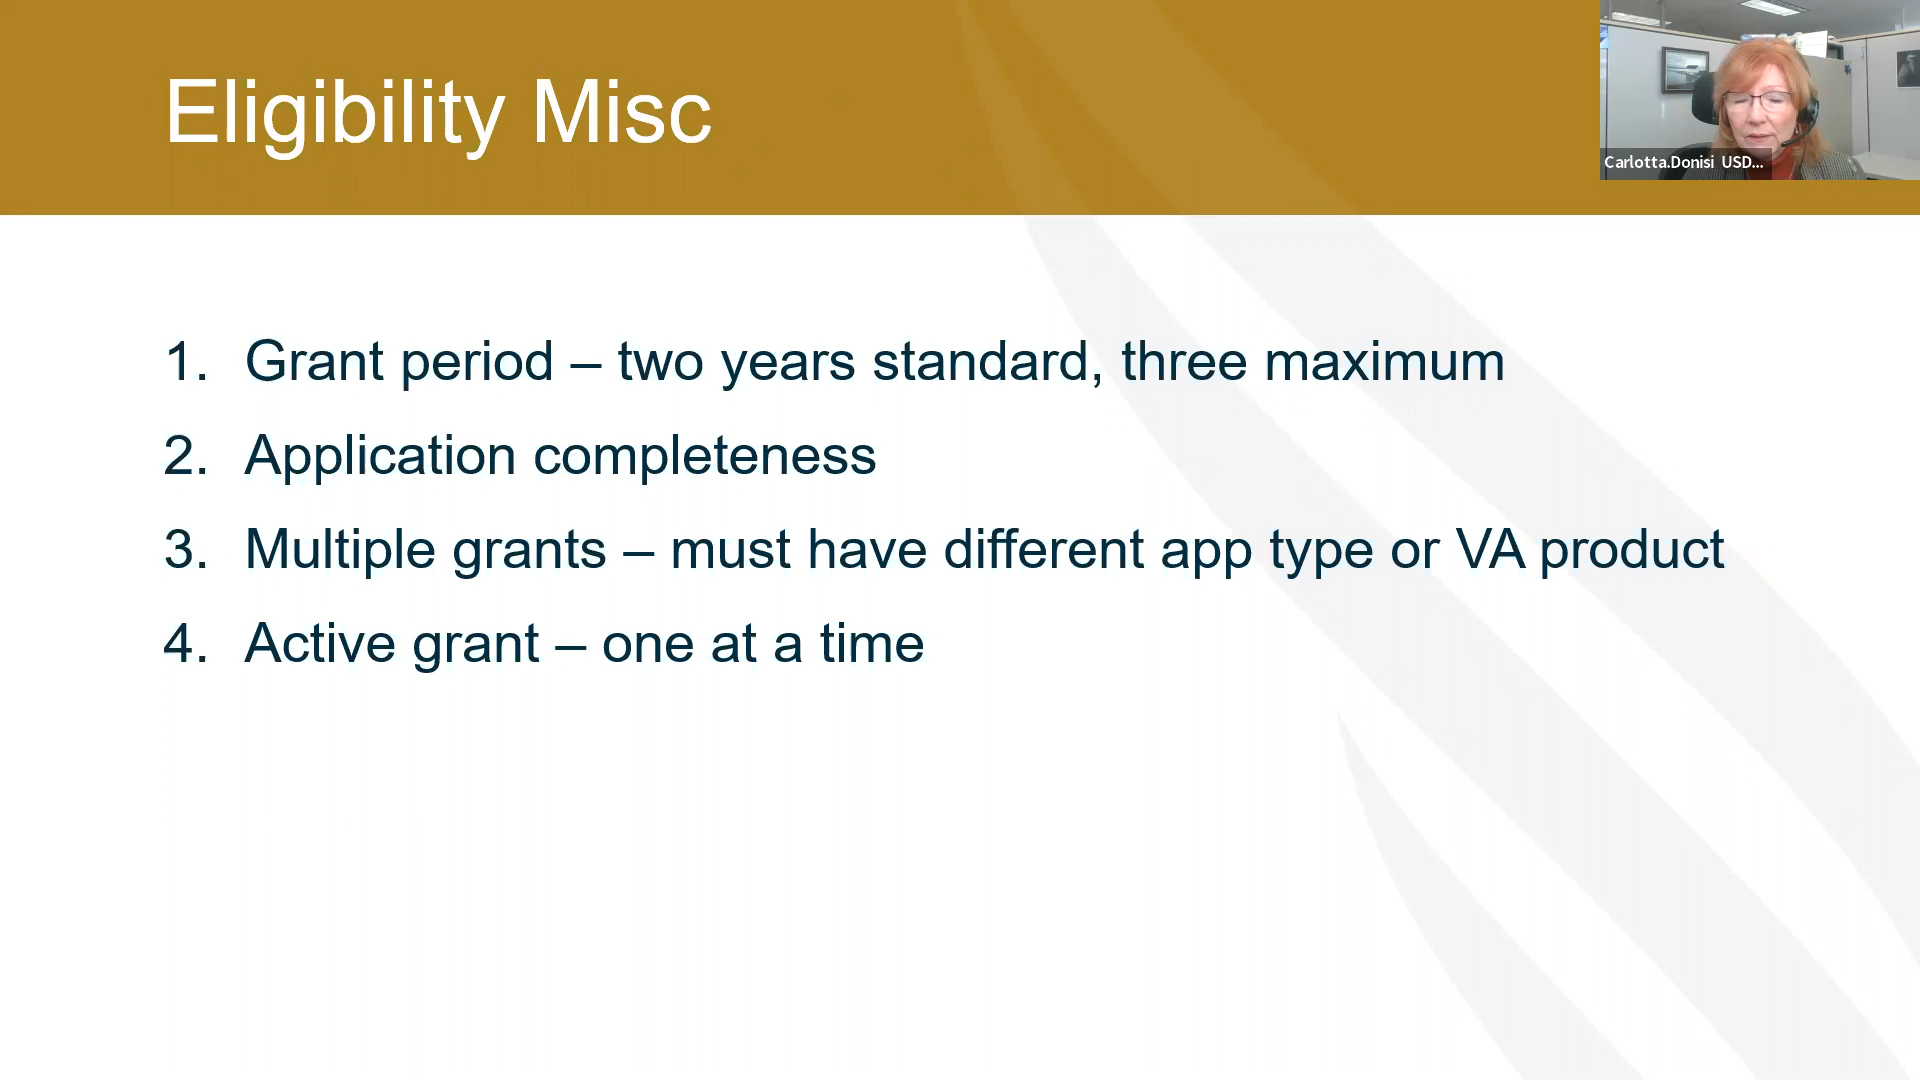 Eligibility Misc
Carlotta.Donisi USD...
1. Grant period – two years standard, three maximum
2. Application completeness
3. Multiple grants – must have different app type or VA product
4. Active grant – one at a time